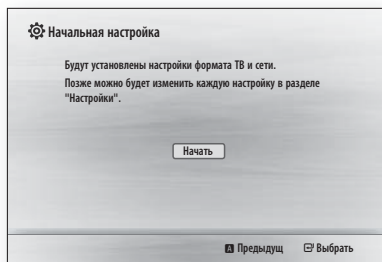 Начальная настройка
Будут установлены настройки формата ТВ и сети.
Позже можно будет изменить каждую настройку в разделе
"Настройки".
Начать
A Предыдущ Выбрать